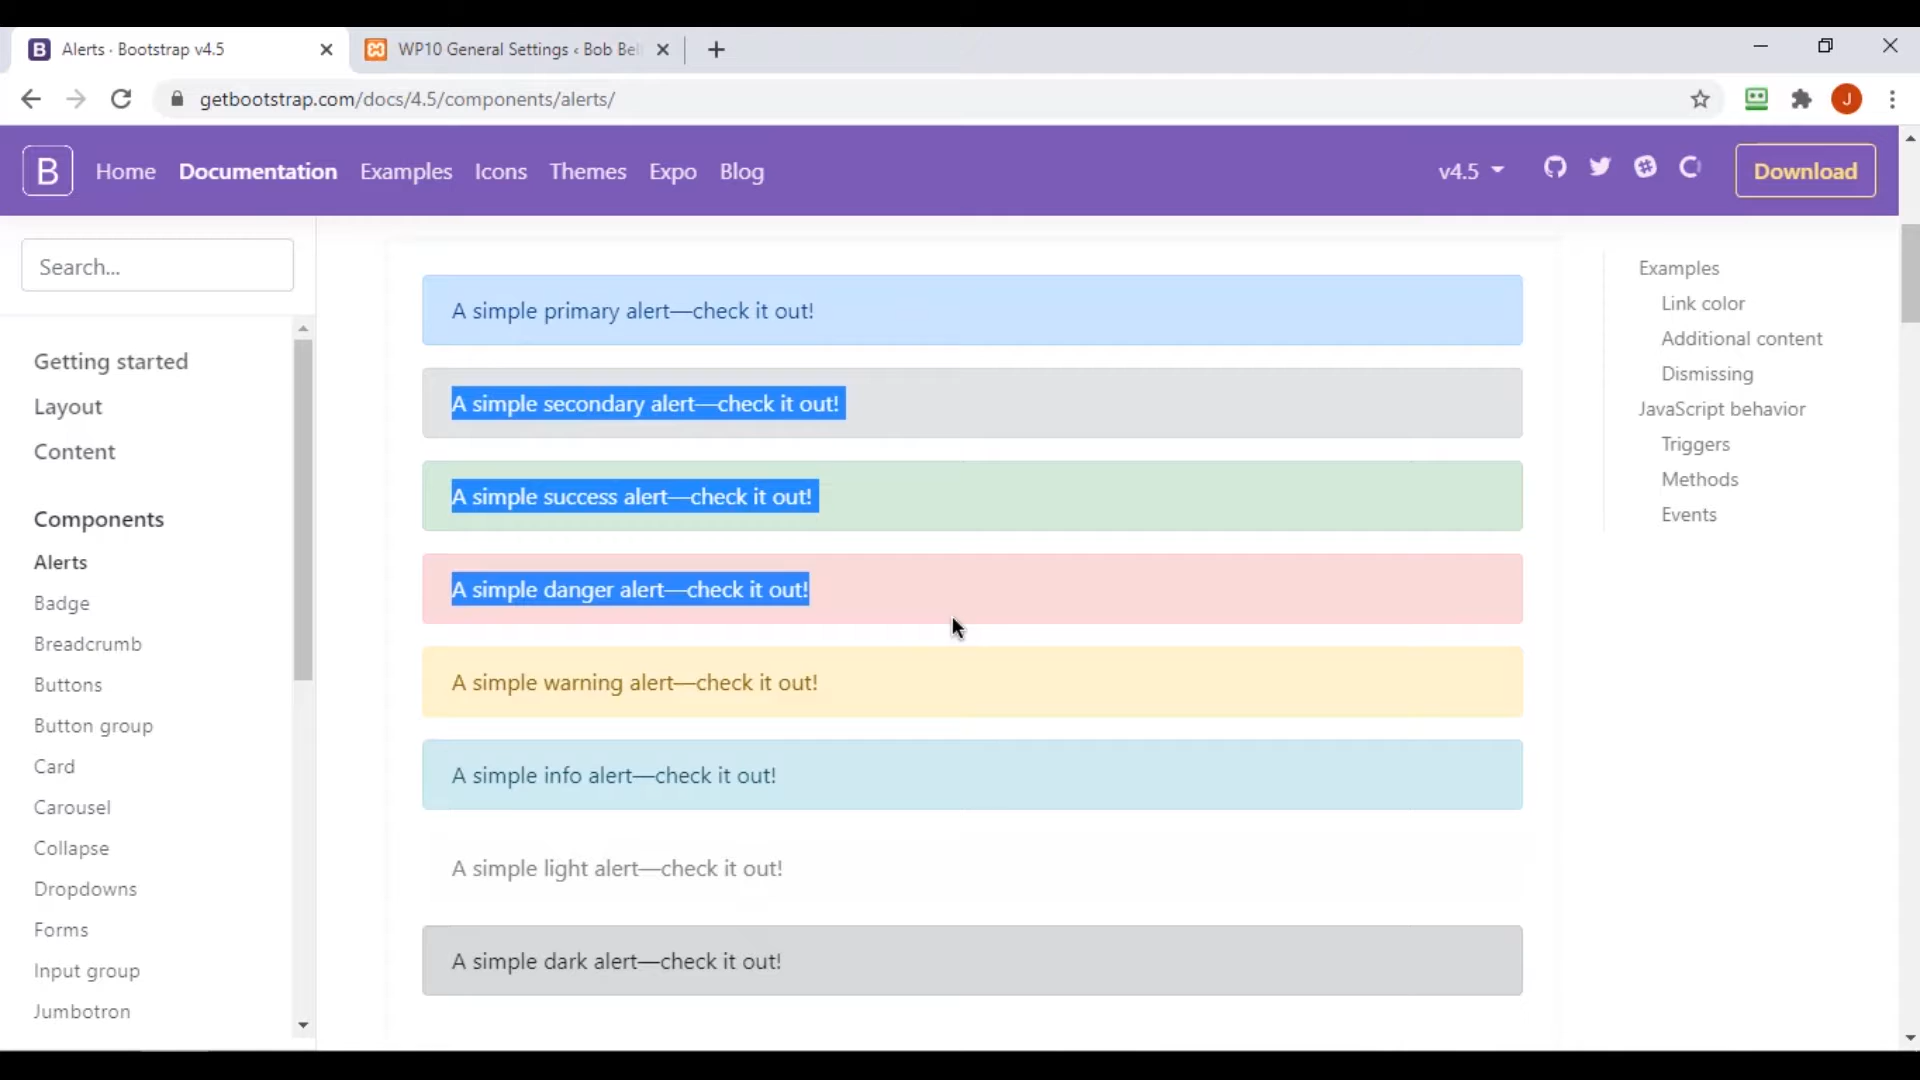 Alerts · Bootstrap v4.5
WP10 General Settings ‹ Bob Bel
getbootstrap.com/docs/4.5/components/alerts/
J
B
Home
Documentation
Examples
Icons
Themes
Expo
Blog
v4.5
Download
Search...
Getting started
Layout
Content
Components
Alerts
Badge
Breadcrumb
Buttons
Button group
Card
Carousel
Collapse
Dropdowns
Forms
Input group
Jumbotron
A simple primary alert—check it out!
A simple secondary alert—check it out!
A simple success alert—check it out!
A simple danger alert—check it out!
A simple warning alert—check it out!
A simple info alert—check it out!
A simple light alert—check it out!
A simple dark alert—check it out!
Examples
Link color
Additional content
Dismissing
JavaScript behavior
Triggers
Methods
Events